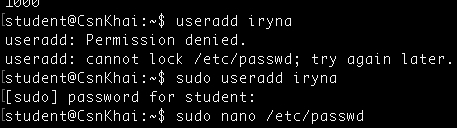 1000
[student@CsnKhai:~$ useradd iryna
useradd: Permission denied.
useradd: cannot lock /etc/passwd; try again later.
[student@CsnKhai:~$ sudo useradd iryna
[[sudo] password for student:
[student@CsnKhai:~$ sudo nano /etc/passwd